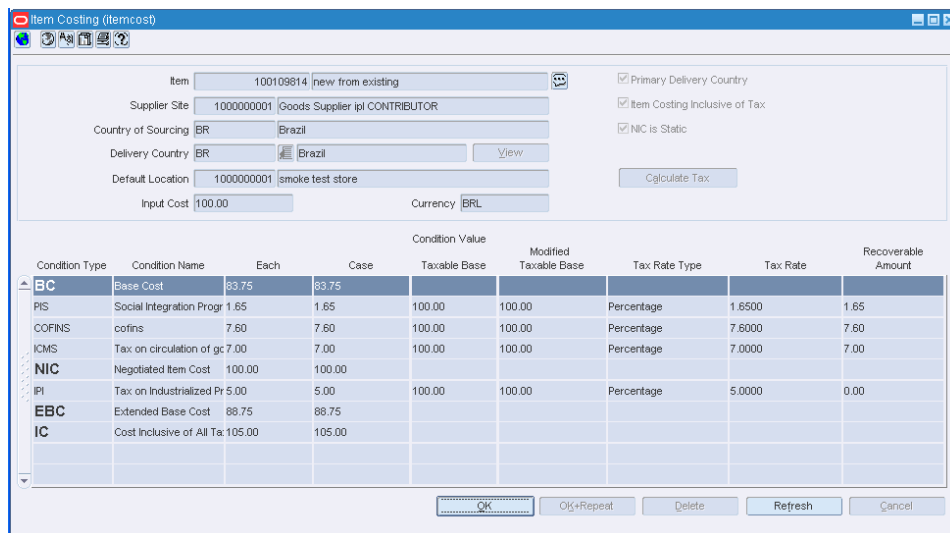 Item Costing (itemcost)
Item 100109814 new from existing Primary Delivery Country
Supplier Site 1000000001 Goods Supplier ipl CONTRIBUTOR Item Costing Inclusive of Tax
Country of Sourcing BR Brazil NIC is Static
Delivery Country BR Brazil View
Default Location 1000000001 smoke test store Calculate Tax
Input Cost 100.00 Currency BRL
Condition Value
Modified Recoverable
Condition Type Condition Name Each Case Taxable Base Taxable Base Tax Rate Type Tax Rate Amount
BC Base Cost 83.75 83.75
PIS Social Integration Progr 1.65 1.65 100.00 100.00 Percentage 1.6500 1.65
COFINS cofins 7.60 7.60 100.00 100.00 Percentage 7.6000 7.60
ICMS Tax on circulation of gc 7.00 7.00 100.00 100.00 Percentage 7.0000 7.00
NIC Negotiated Item Cost 100.00 100.00
IPI Tax on Industrialized Pr 5.00 5.00 100.00 100.00 Percentage 5.0000 0.00
EBC Extended Base Cost 88.75 88.75
IC Cost Inclusive of All Ta: 105.00 105.00
OK OK+Repeat Delete Refresh Cancel